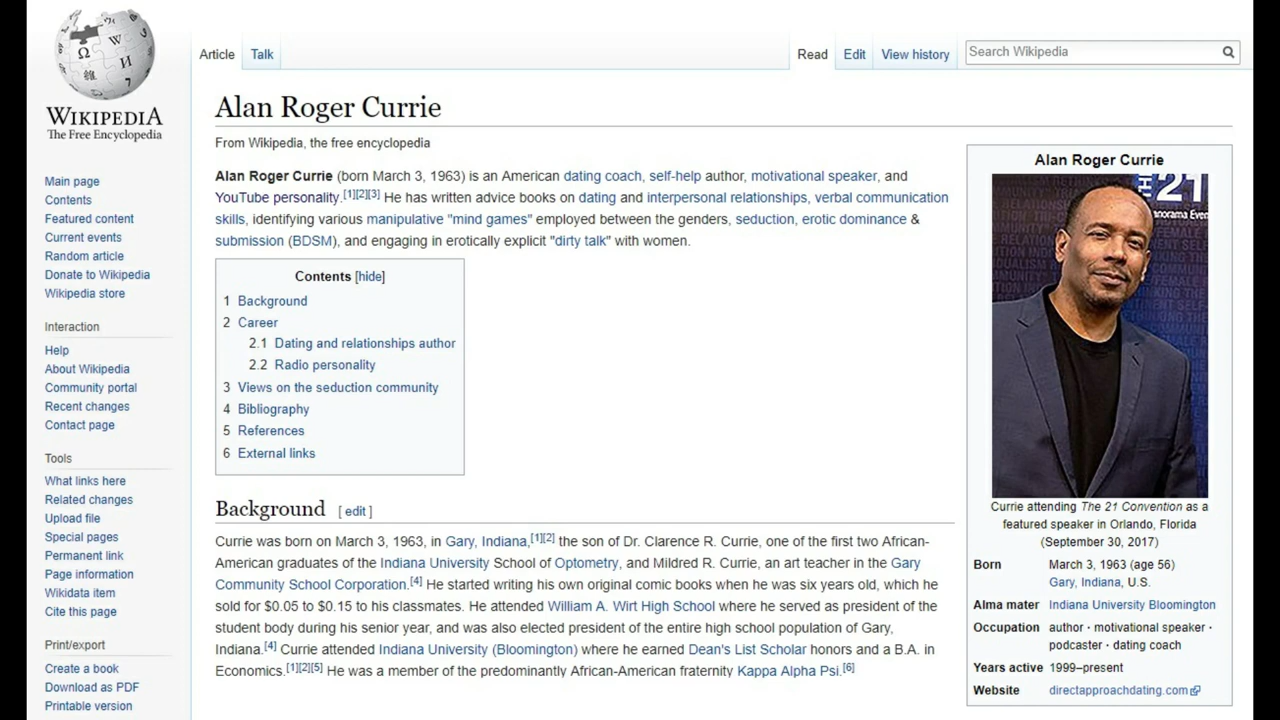 WIKIPEDIA
The Free Encyclopedia
Main page
Contents
Featured content
Current events
Random article
Donate to Wikipedia
Wikipedia store
Interaction
Help
About Wikipedia
Community portal
Recent changes
Contact page
Tools
What links here
Related changes
Upload file
Special pages
Permanent link
Page information
Wikidata item
Cite this page
Print/export
Create a book
Download as PDF
Printable version
Article Talk Read Edit View history Search Wikipedia
Alan Roger Currie
From Wikipedia, the free encyclopedia
Alan Roger Currie (born March 3, 1963) is an American dating coach, self-help author, motivational speaker, and
YouTube personality.[1][2][3] He has written advice books on dating and interpersonal relationships, verbal communication
skills, identifying various manipulative "mind games" employed between the genders, seduction, erotic dominance &
submission (BDSM), and engaging in erotically explicit "dirty talk" with women.
Contents [hide]
1 Background
2 Career
2.1 Dating and relationships author
2.2 Radio personality
3 Views on the seduction community
4 Bibliography
5 References
6 External links
Background [ edit ]
Currie was born on March 3, 1963, in Gary, Indiana,[1][2] the son of Dr. Clarence R. Currie, one of the first two African-
American graduates of the Indiana University School of Optometry, and Mildred R. Currie, an art teacher in the Gary
Community School Corporation.[4] He started writing his own original comic books when he was six years old, which he
sold for $0.05 to $0.15 to his classmates. He attended William A. Wirt High School where he served as president of the
student body during his senior year, and was also elected president of the entire high school population of Gary,
Indiana.[4] Currie attended Indiana University (Bloomington) where he earned Dean's List Scholar honors and a B.A. in
Economics.[1][2][5] He was a member of the predominantly African-American fraternity Kappa Alpha Psi.[6]
Alan Roger Currie
21
Currie attending The 21 Convention as a
featured speaker in Orlando, Florida
(September 30, 2017)
Born March 3, 1963 (age 56)
Gary, Indiana, U.S.
Alma mater Indiana University Bloomington
Occupation author · motivational speaker ·
podcaster · dating coach
Years active 1999–present
Website directapproachdating.com